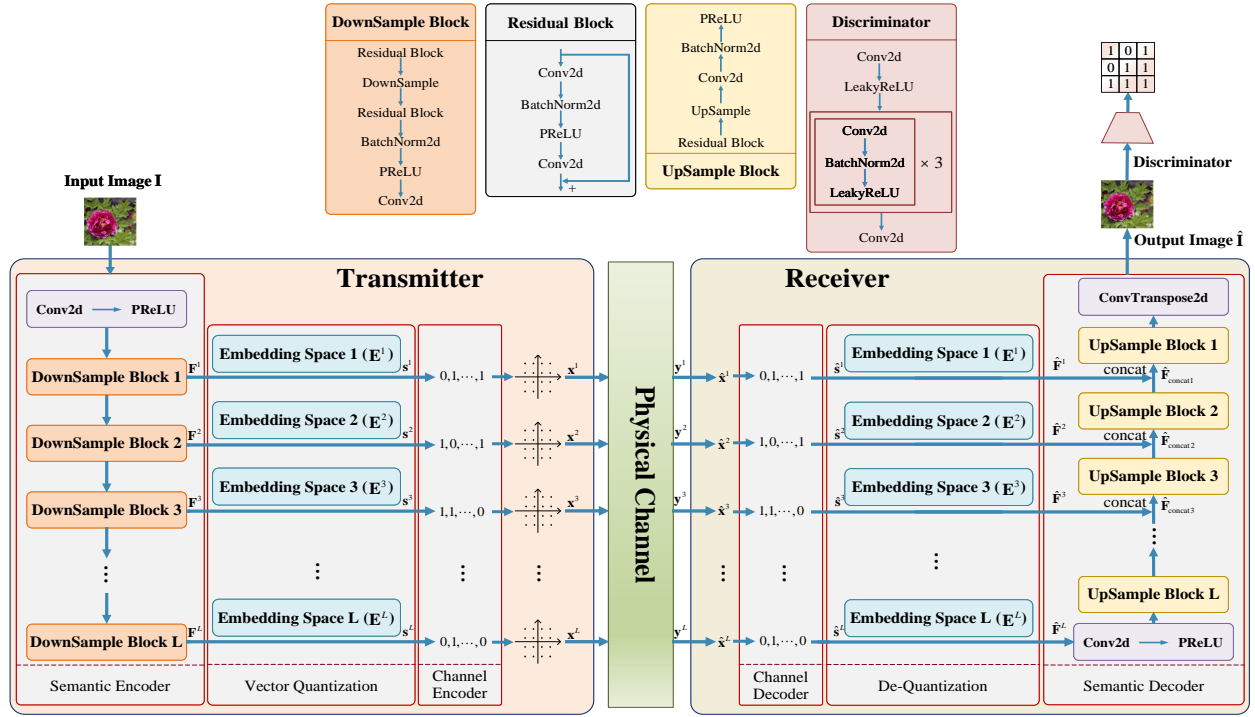 DownSample Block
Residual Block
DownSample
Residual Block
BatchNorm2d
PReLU
Conv2d
Residual Block
Conv2d
BatchNorm2d
PReLU
Conv2d
+
PReLU
BatchNorm2d
Conv2d
UpSample
Residual Block
UpSample Block
Discriminator
Conv2d
LeakyReLU
Conv2d
BatchNorm2d
LeakyReLU
× 3
Conv2d
1 0 1
0 1 1
1 1 1
Discriminator
Output Image Î
Input Image I
Transmitter
Conv2d PReLU
DownSample Block 1
F¹
Embedding Space 1 (E¹)
s¹
0,1,⋯,1
x¹
DownSample Block 2
F²
Embedding Space 2 (E²)
s²
1,0,⋯,1
x²
DownSample Block 3
F³
Embedding Space 3 (E³)
s³
1,1,⋯,0
x³
⋯
DownSample Block L
F^L
Embedding Space L (E^L)
s^L
0,1,⋯,0
x^L
Semantic Encoder
Vector Quantization
Channel
Encoder
Physical Channel
Receiver
y¹
x̂¹
0,1,⋯,1
ŝ¹
Embedding Space 1 (E¹)
F̂¹
y²
x̂²
1,0,⋯,1
ŝ²
Embedding Space 2 (E²)
F̂²
y³
x̂³
1,1,⋯,0
ŝ³
Embedding Space 3 (E³)
F̂³
y^L
x̂^L
0,1,⋯,0
ŝ^L
Embedding Space L (E^L)
F̂^L
ConvTranspose2d
UpSample Block 1
concat F̂concat1
UpSample Block 2
concat F̂concat2
UpSample Block 3
concat F̂concat3
⋯
UpSample Block L
Conv2d PReLU
Channel
Decoder
De-Quantization
Semantic Decoder